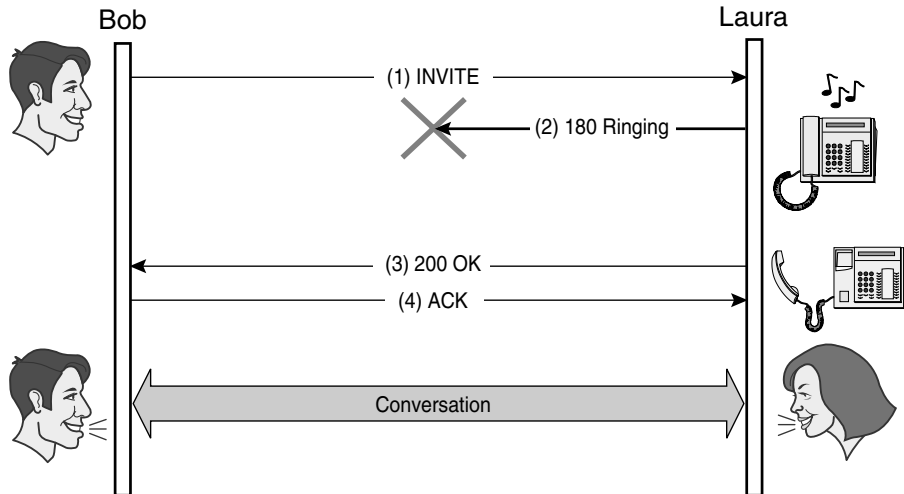 Bob
Laura
(1) INVITE
(2) 180 Ringing
(3) 200 OK
(4) ACK
Conversation